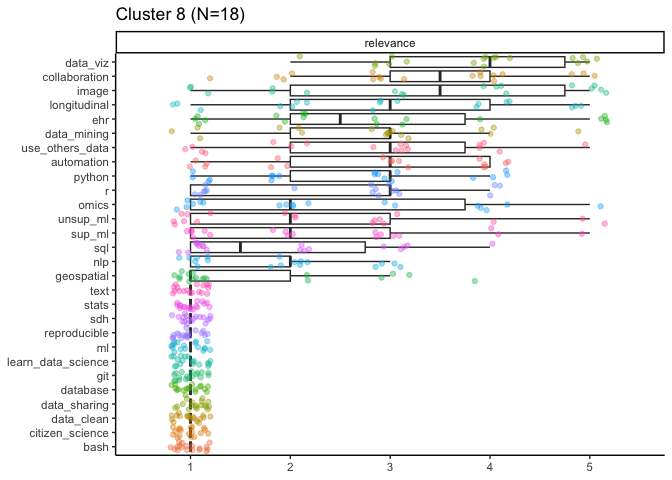 Cluster 8 (N=18)
relevance
data_viz
collaboration
image
longitudinal
ehr
data_mining
use_others_data
automation
python
r
omics
unsup_ml
sup_ml
sql
nlp
geospatial
text
stats
sdh
reproducible
ml
learn_data_science
git
database
data_sharing
data_clean
citizen_science
bash
1 2 3 4 5